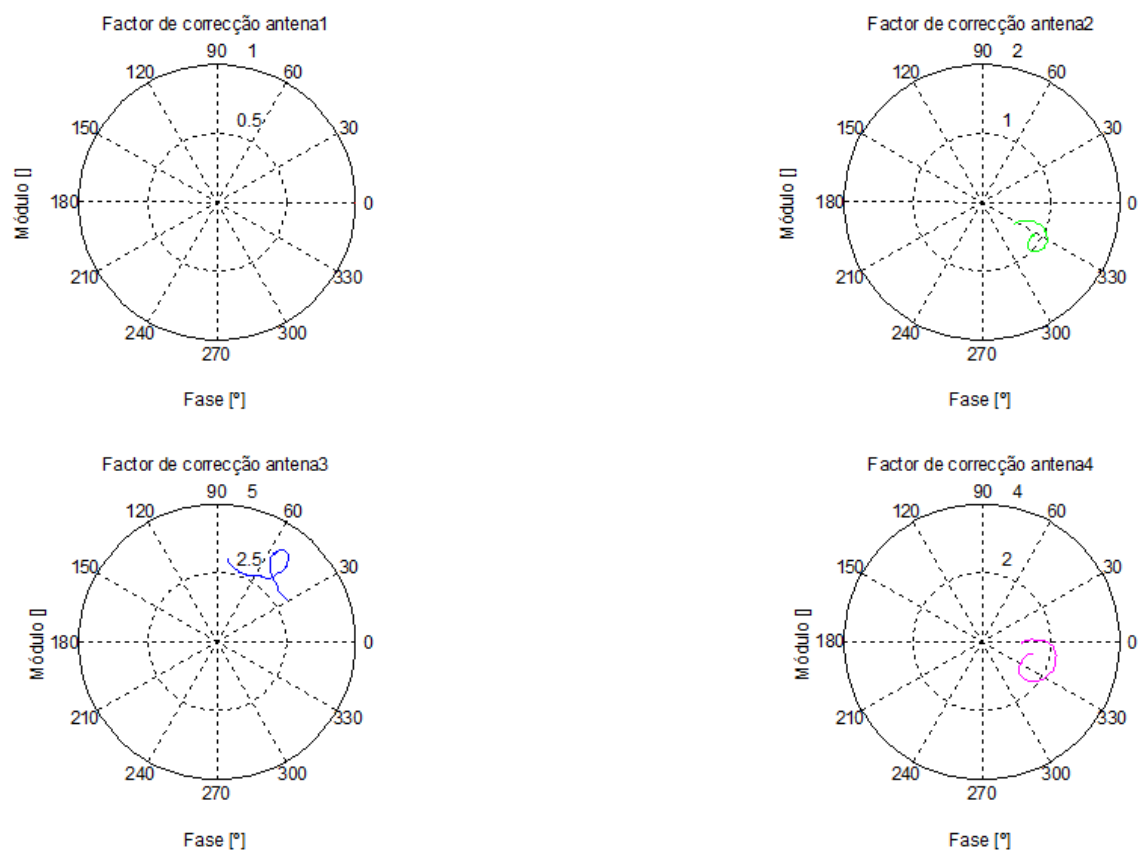 Factor de correcção antena1
90 1
120 60
0.5
150 30
Módulo []
180 0
210 330
240 300
270
Fase [º]
Factor de correcção antena2
90 2
120 60
1
150 30
Módulo []
180 0
210 330
240 300
270
Fase [º]
Factor de correcção antena3
90 5
120 60
2.5
150 30
Módulo []
180 0
210 330
240 300
270
Fase [º]
Factor de correcção antena4
90 4
120 60
2
150 30
Módulo []
180 0
210 330
240 300
270
Fase [º]